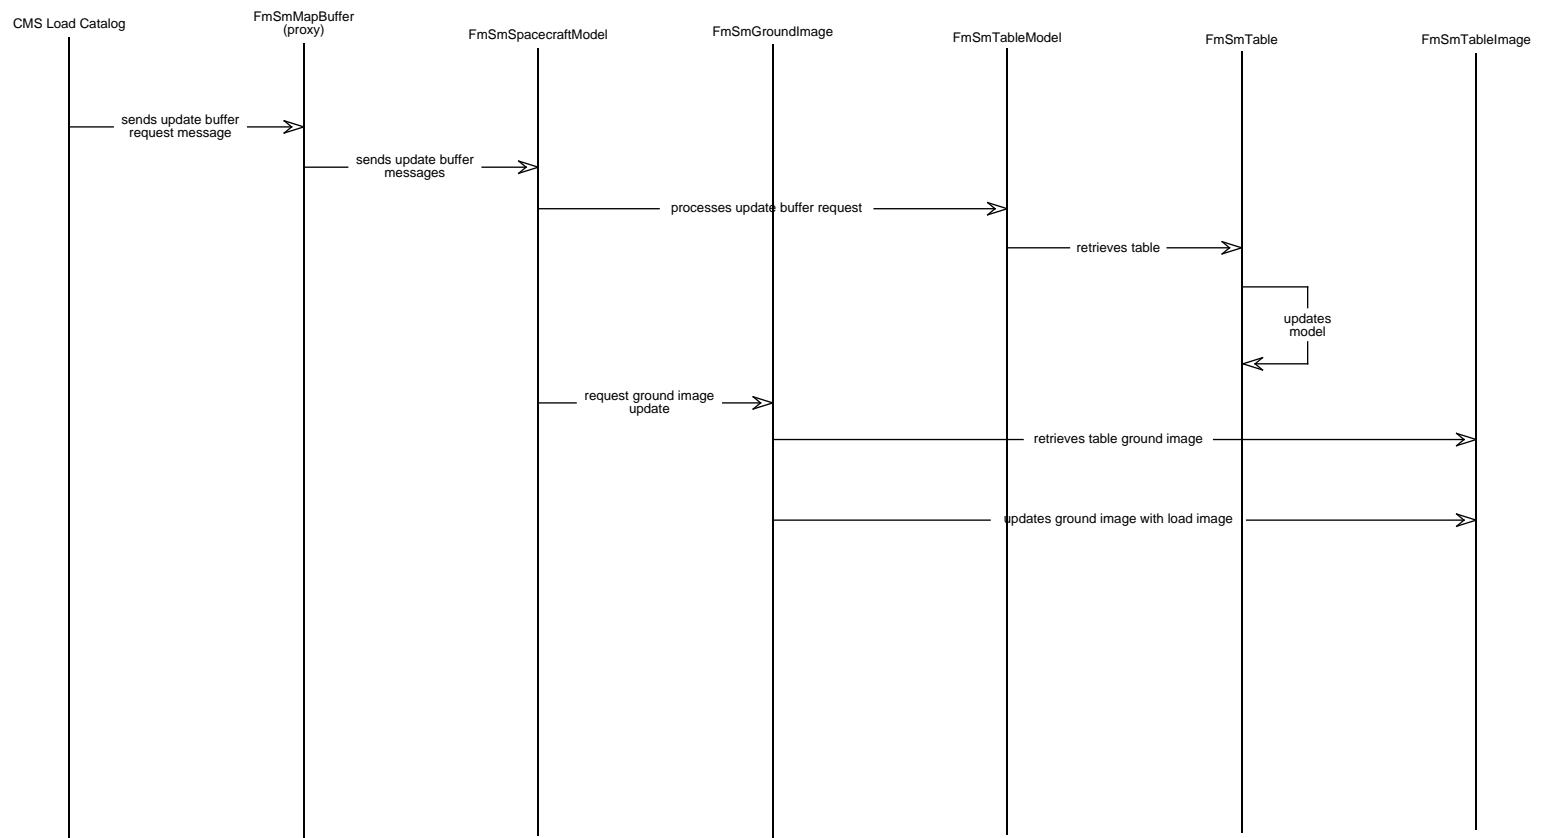 CMS Load Catalog
FmSmMapBuffer
(proxy)
FmSmSpacecraftModel
FmSmGroundImage
FmSmTableModel
FmSmTable
FmSmTableImage
sends update buffer
request message
sends update buffer
messages
processes update buffer request
retrieves table
updates
model
request ground image
update
retrieves table ground image
updates ground image with load image